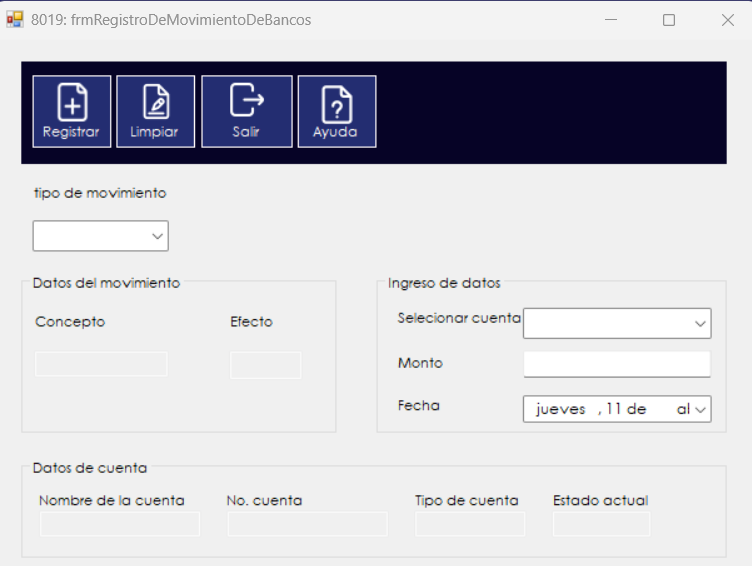 8019: frmRegistroDeMovimientoDeBancos
Registrar Limpiar Salir Ayuda
tipo de movimiento
Datos del movimiento
Concepto Efecto
Ingreso de datos
Selecionar cuenta
Monto
Fecha jueves , 11 de al
Datos de cuenta
Nombre de la cuenta No. cuenta Tipo de cuenta Estado actual